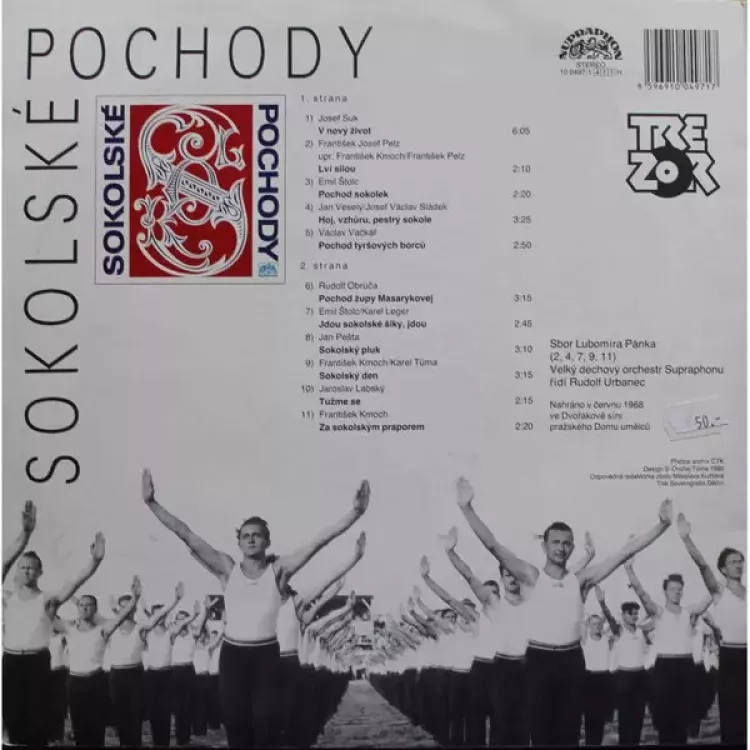 SOKOLSKÉ POCHODY
SOKOLSKÉ
POCHODY
SUPRAPHON
STEREO
8 596910 049717
TREZOR
1. strana
1) Josef Suk
V nový život 6:05
2) František Josef Pelz
upr. František Kmoch/František Pelz
Lví silou 2:10
3) Emil Štolc
Pochod sokolek 2:20
4) Jan Veselý/Josef Václav Sládek
Hoj, vzhůru, pestrý sokole 3:25
5) Václav Vačkář
Pochod tyršových borců 2:50
2. strana
6) Rudolf Obruča
Pochod župy Masarykovej 3:15
7) Emil Štolc/Karel Leger
Jdou sokolské šiky, jdou 2:45
8) Jan Pešta
Sokolský pluk 3:10
9) František Kmoch/Karel Tůma
Sokolský den 3:15
10) Jaroslav Labský
Tužme se 2:15
11) František Kmoch
Za sokolským praporem 2:20
Sbor Lubomíra Pánka
(2, 4, 7, 9, 11)
Velký dechový orchestr Supraphonu
řídí Rudolf Urbanec
Nahráno v červnu 1968
ve Dvořákově síni
pražského Domu umělců
50.-
Photos archiv ČTK